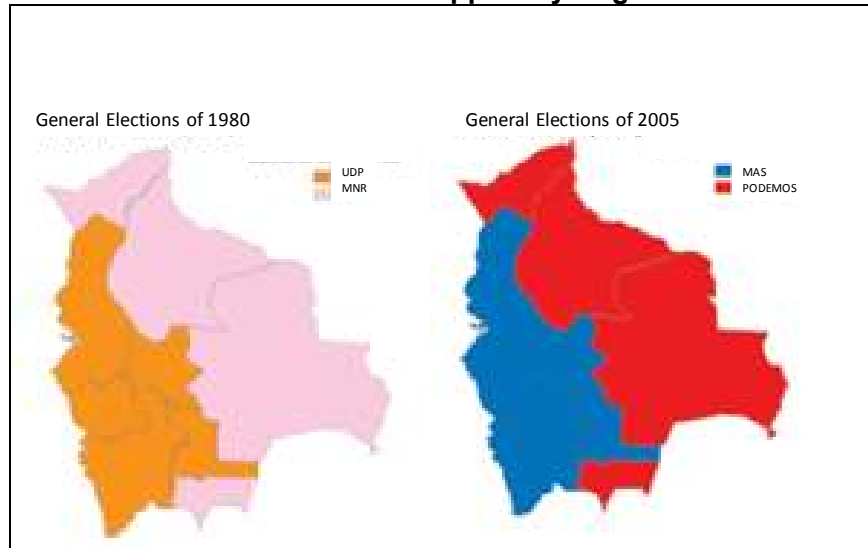 General Elections of 1980
General Elections of 2005
UDP
MNR
MAS
PODEMOS